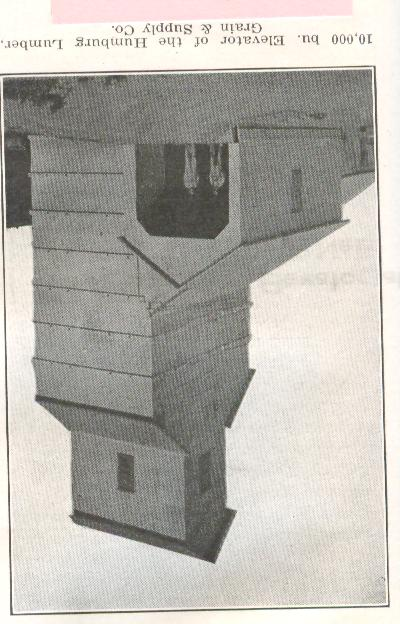 10,000 bu. Elevator of the Humburg Lumber,
Grain & Supply Co.